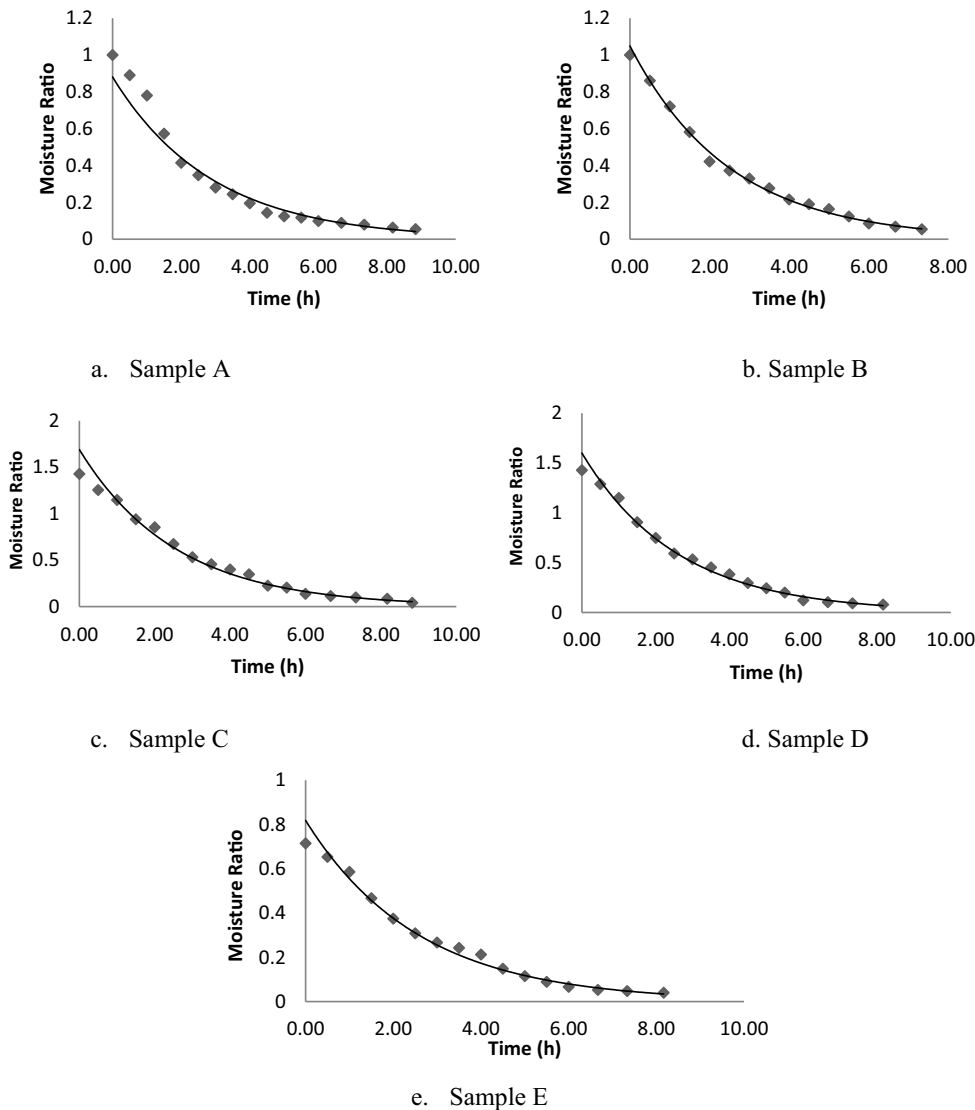 1.2
1
0.8
0.6
0.4
0.2
0
Moisture Ratio
0.00 2.00 4.00 6.00 8.00 10.00
Time (h)
a. Sample A
1.2
1
0.8
0.6
0.4
0.2
0
Moisture Ratio
0.00 2.00 4.00 6.00 8.00
Time (h)
b. Sample B
2
1.5
1
0.5
0
Moisture Ratio
0.00 2.00 4.00 6.00 8.00 10.00
Time (h)
c. Sample C
2
1.5
1
0.5
0
Moisture Ratio
0.00 2.00 4.00 6.00 8.00 10.00
Time (h)
d. Sample D
1
0.8
0.6
0.4
0.2
0
Moisture Ratio
0.00 2.00 4.00 6.00 8.00 10.00
Time (h)
e. Sample E